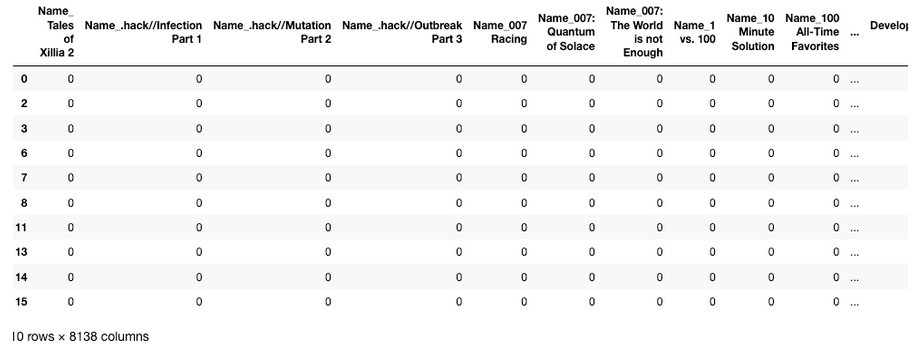 Name_ Tales of Xillia 2 Name_.hack//Infection Part 1 Name_.hack//Mutation Part 2 Name_.hack//Outbreak Part 3 Name_007 Racing Name_007: Quantum of Solace Name_007: The World is not Enough Name_1 vs. 100 Name_10 Minute Solution Name_100 All-Time Favorites ... Develop
0 0 0 0 0 0 0 0 0 0 0 ...
2 0 0 0 0 0 0 0 0 0 0 ...
3 0 0 0 0 0 0 0 0 0 0 ...
6 0 0 0 0 0 0 0 0 0 0 ...
7 0 0 0 0 0 0 0 0 0 0 ...
8 0 0 0 0 0 0 0 0 0 0 ...
11 0 0 0 0 0 0 0 0 0 0 ...
13 0 0 0 0 0 0 0 0 0 0 ...
14 0 0 0 0 0 0 0 0 0 0 ...
15 0 0 0 0 0 0 0 0 0 0 ...
10 rows × 8138 columns